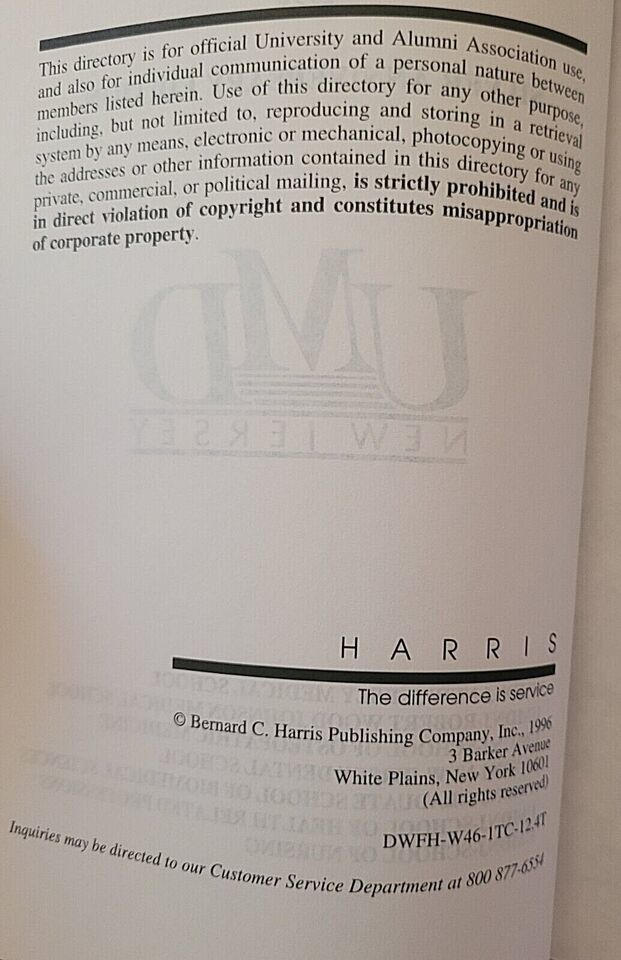 This directory is for official University and Alumni Association use,
and also for individual communication of a personal nature between
members listed herein. Use of this directory for any other purpose,
including, but not limited to, reproducing and storing in a retrieval
system by any means, electronic or mechanical, photocopying or using
the addresses or other information contained in this directory for any
private, commercial, or political mailing, is strictly prohibited and is
in direct violation of copyright and constitutes misappropriation
of corporate property.
UMD
NEW JERSEY
HARRIS
The difference is service
© Bernard C. Harris Publishing Company, Inc., 1996
3 Barker Avenue
White Plains, New York 10601
(All rights reserved)
DWFH-W46-1TC-12.4T
Inquiries may be directed to our Customer Service Department at 800 877-6554